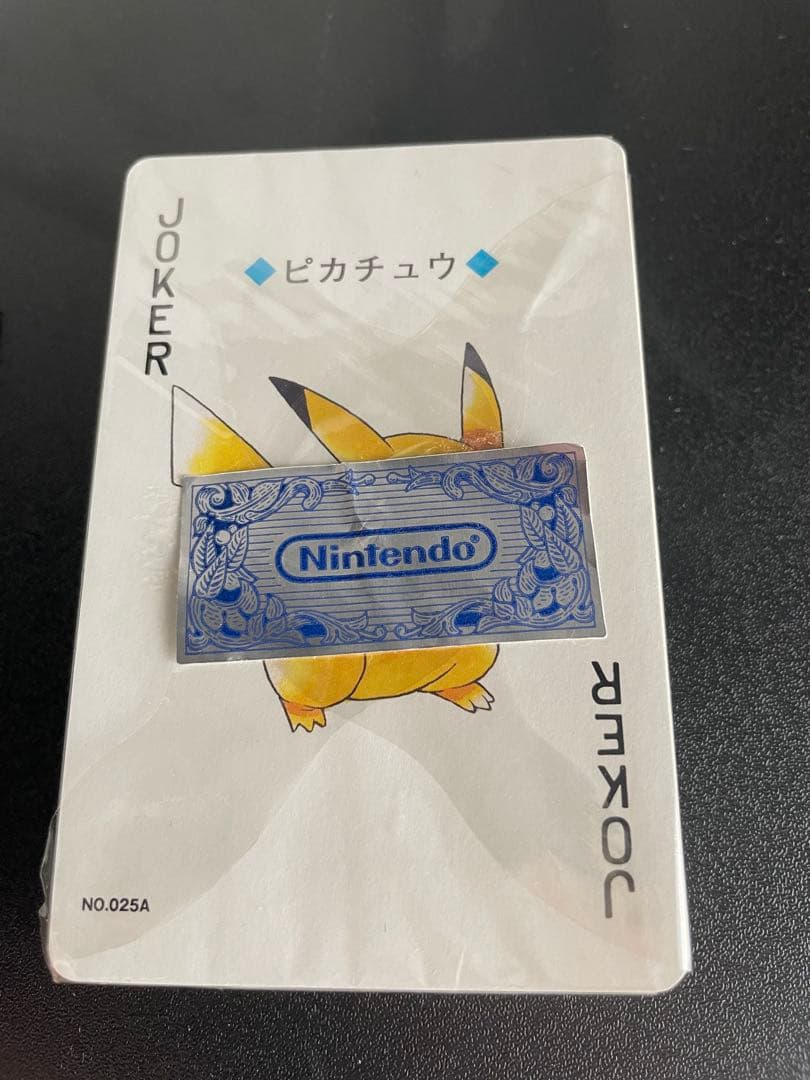 JOKER
◆ピカチュウ◆
Nintendo®
JOKER
NO.025A